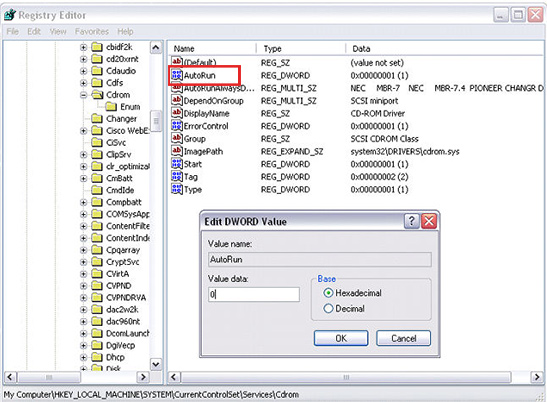 Registry Editor
File Edit View Favorites Help
cbidf2k
cd20xrnt
Cdaudio
Cdfs
Cdrom
Enum
Changer
Cisco WebEx
CiSvc
ClipSrv
clr_optimizat
CmBatt
CmdIde
Compbatt
COMSysApp
ContentFilter
ContentIndex
Cpqarray
CryptSvc
CVirtA
CVPND
CVPNDRVA
dac2w2k
dac960nt
DcomLaunch
DgiVecp
Dhcp
Disk
Name Type Data
(Default) REG_SZ (value not set)
AutoRun REG_DWORD 0x00000001 (1)
AutoRunAlwaysD... REG_MULTI_SZ NEC MBR-7 NEC MBR-7.4 PIONEER CHANGR D
DependOnGroup REG_MULTI_SZ SCSI miniport
DisplayName REG_SZ CD-ROM Driver
ErrorControl REG_DWORD 0x00000001 (1)
Group REG_SZ SCSI CDROM Class
ImagePath REG_EXPAND_SZ system32\DRIVERS\cdrom.sys
Start REG_DWORD 0x00000001 (1)
Tag REG_DWORD 0x00000002 (2)
Type REG_DWORD 0x00000001 (1)
Edit DWORD Value
Value name:
AutoRun
Value data:
0
Base
Hexadecimal
Decimal
OK Cancel
My Computer\HKEY_LOCAL_MACHINE\SYSTEM\CurrentControlSet\Services\Cdrom